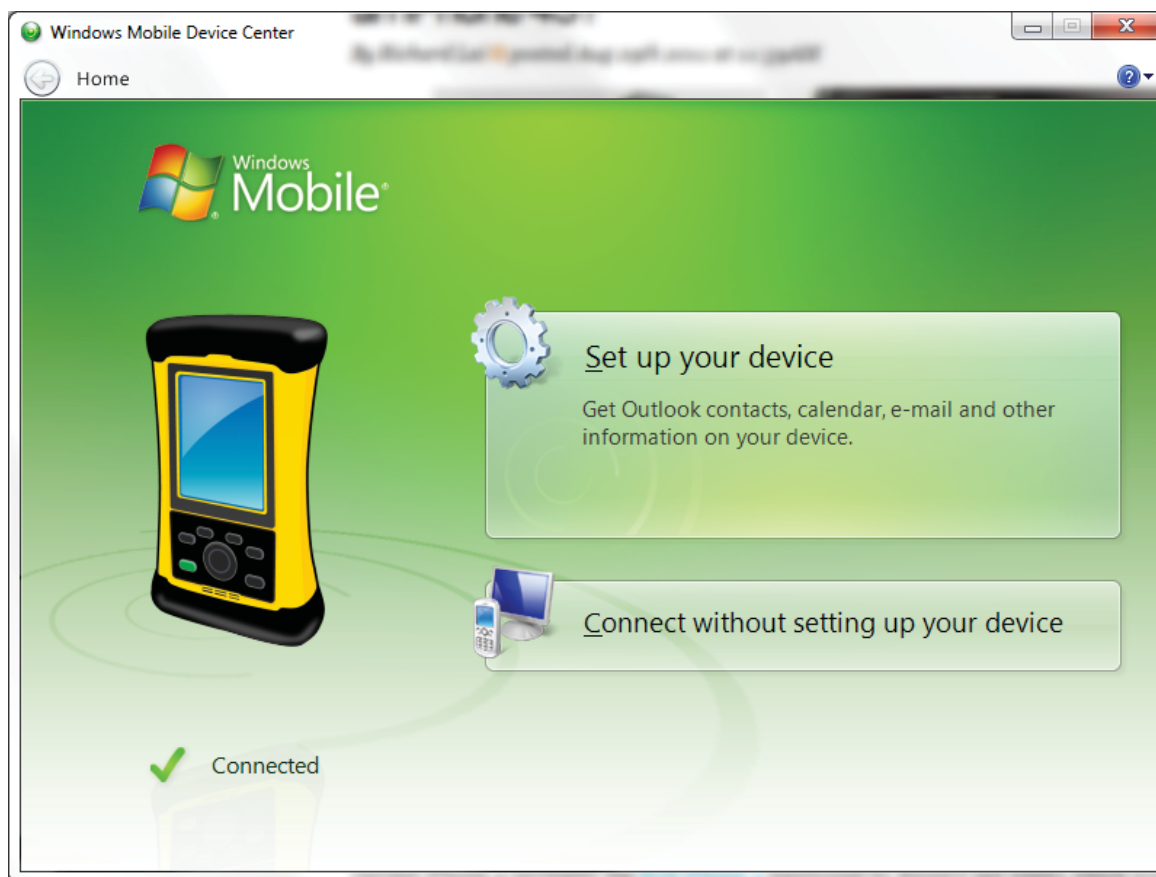 Windows Mobile Device Center
Home
Windows
Mobile
Set up your device
Get Outlook contacts, calendar, e-mail and other
information on your device.
Connect without setting up your device
Connected